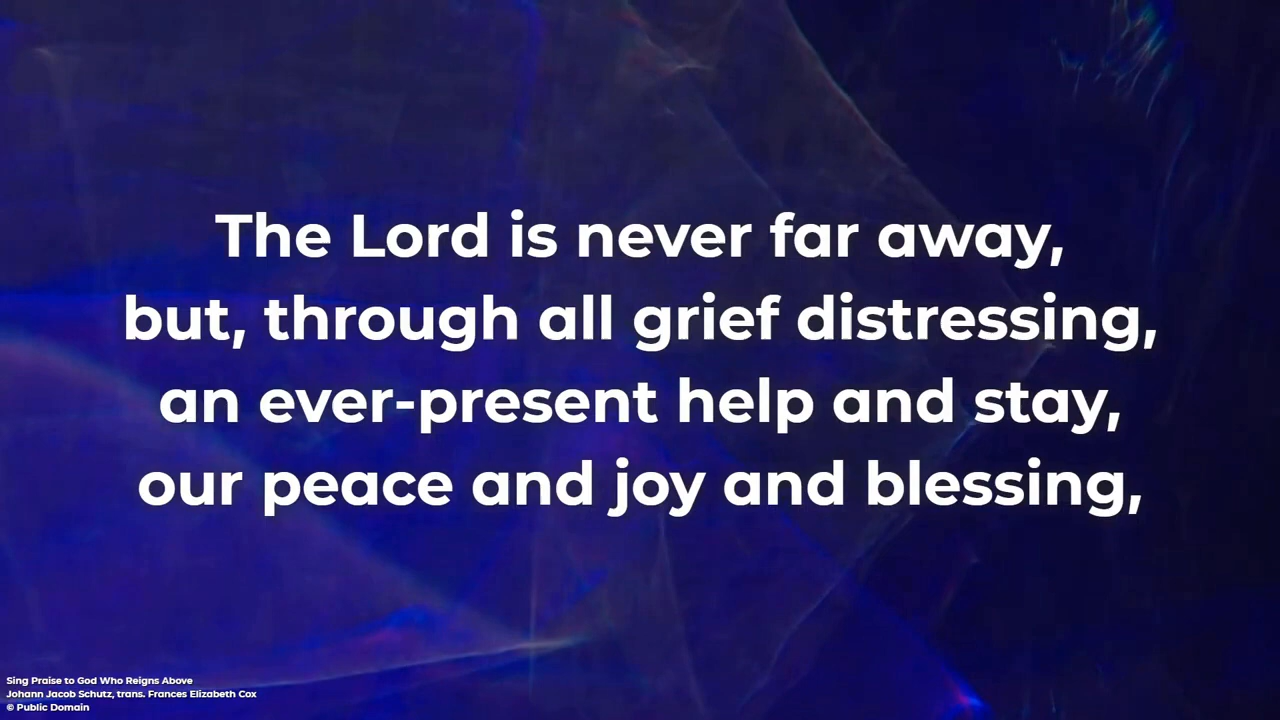 The Lord is never far away,
but, through all grief distressing,
an ever-present help and stay,
our peace and joy and blessing,
Sing Praise to God Who Reigns Above
Johann Jacob Schutz, trans. Frances Elizabeth Cox
© Public Domain